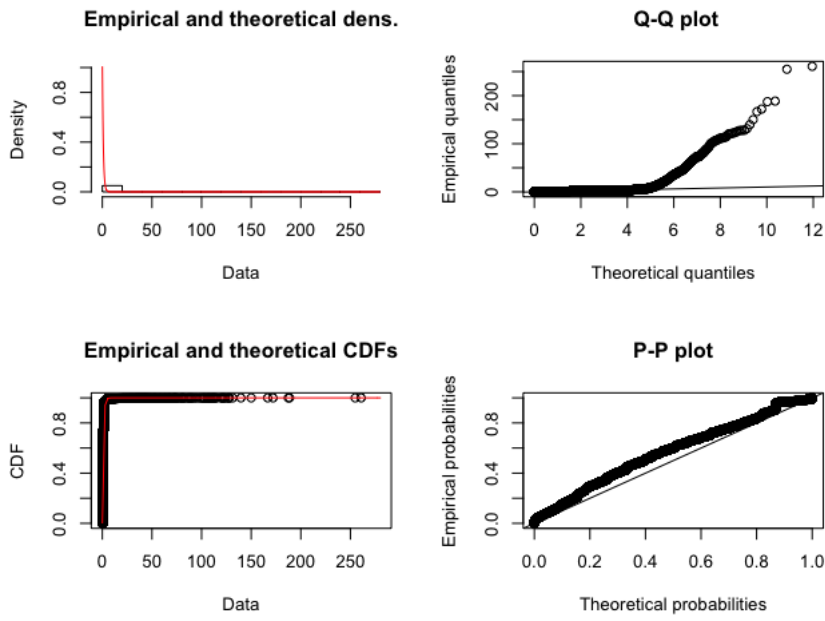 Empirical and theoretical dens.
Density
0.0 0.4 0.8
0 50 100 150 200 250
Data
Q-Q plot
Empirical quantiles
0 100 200
0 2 4 6 8 10 12
Theoretical quantiles
Empirical and theoretical CDFs
CDF
0.0 0.4 0.8
0 50 100 150 200 250
Data
P-P plot
Empirical probabilities
0.0 0.4 0.8
0.0 0.2 0.4 0.6 0.8 1.0
Theoretical probabilities